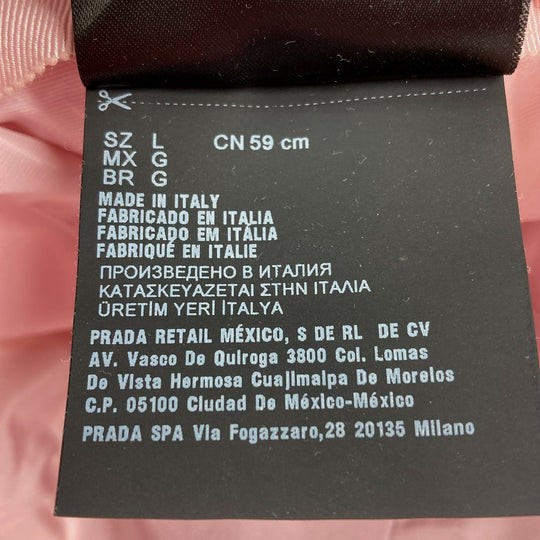 SZ L CN 59 cm
MX G
BR G
MADE IN ITALY
FABRICADO EN ITALIA
FABRICADO EM ITÁLIA
FABRIQUÉ EN ITALIE
ПРОИЗВЕДЕНО В ИТАЛИЯ
ΚΑΤΑΣΚΕΥΑΖΕΤΑΙ ΣΤΗΝ ΙΤΑΛΙΑ
ÜRETİM YERİ İTALYA
PRADA RETAIL MÉXICO, S DE RL DE CV
AV. Vasco De Quiroga 3800 Col. Lomas
De Vista Hermosa Cuajimalpa De Morelos
C.P. 05100 Ciudad De México-México
PRADA SPA Via Fogazzaro,28 20135 Milano